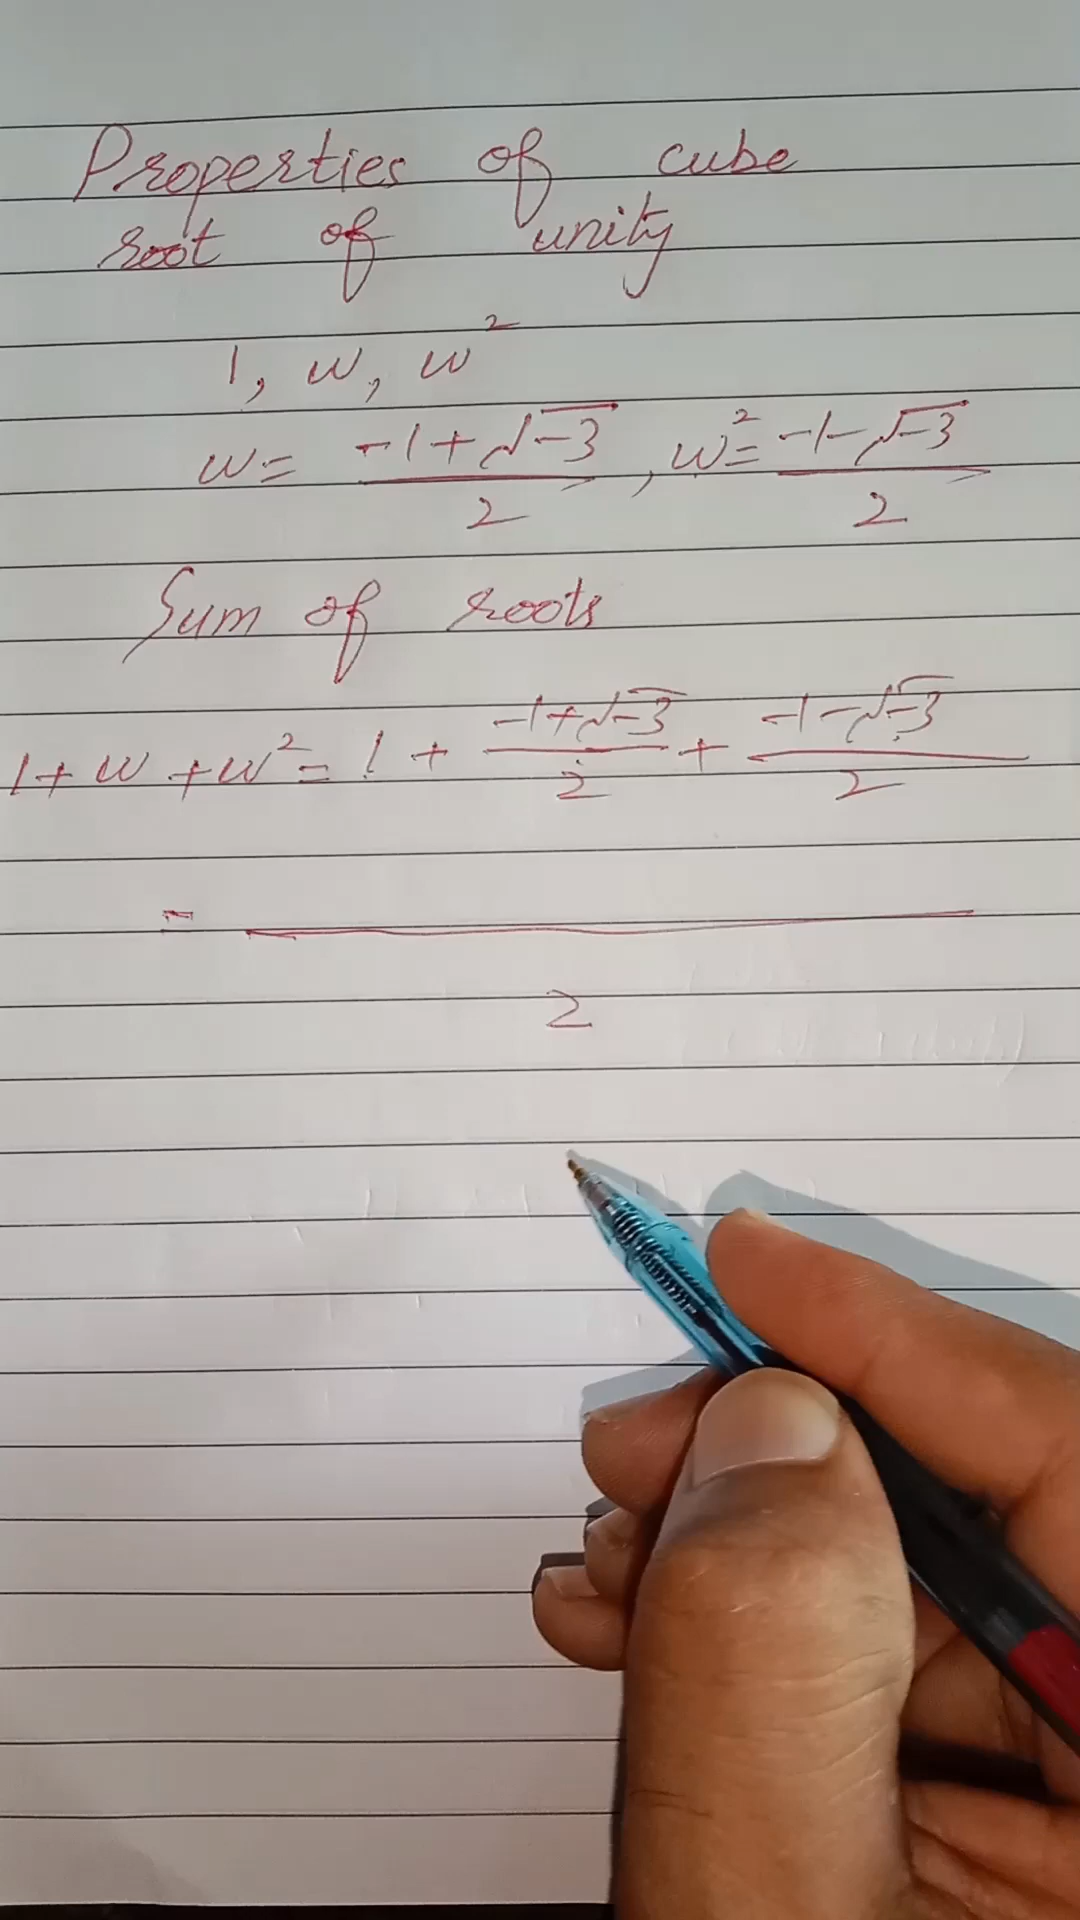 Properties of cube
root of unity
1, w, w²
w = (-1+√-3)/2 , w² = (-1-√-3)/2
Sum of roots
1+w+w² = 1 + (-1+√-3)/2 + (-1-√-3)/2
= ―/2